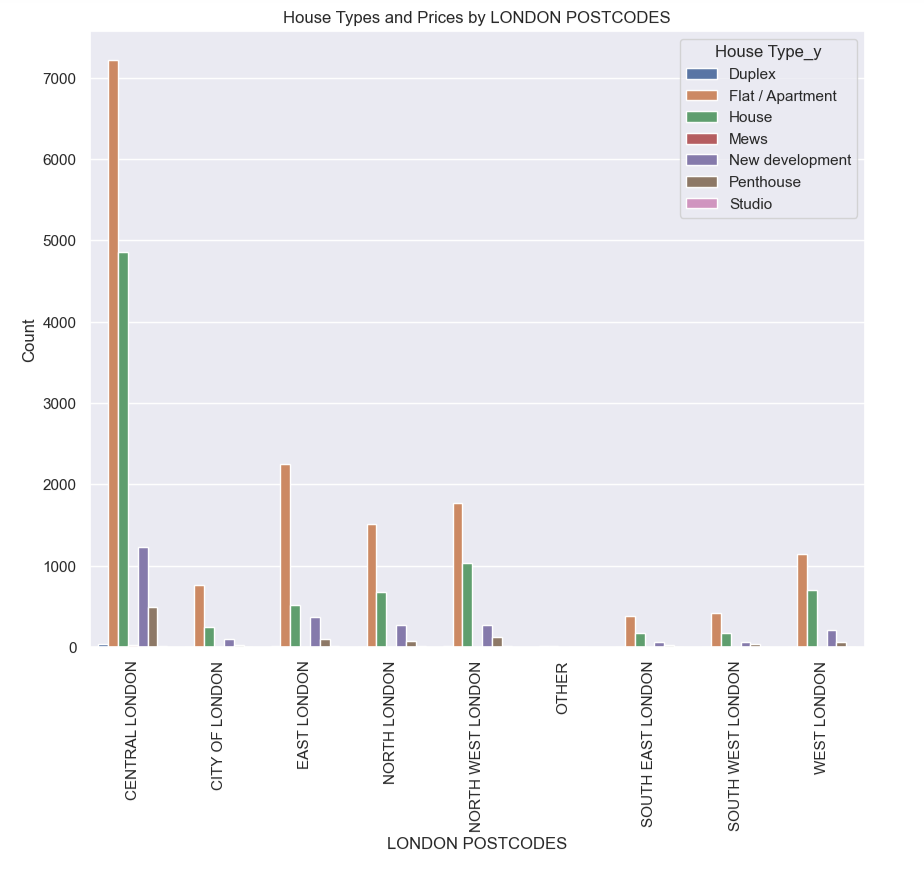 House Types and Prices by LONDON POSTCODES
House Type_y
Duplex
Flat / Apartment
House
Mews
New development
Penthouse
Studio
Count
7000
6000
5000
4000
3000
2000
1000
0
CENTRAL LONDON
CITY OF LONDON
EAST LONDON
NORTH LONDON
NORTH WEST LONDON
OTHER
SOUTH EAST LONDON
SOUTH WEST LONDON
WEST LONDON
LONDON POSTCODES